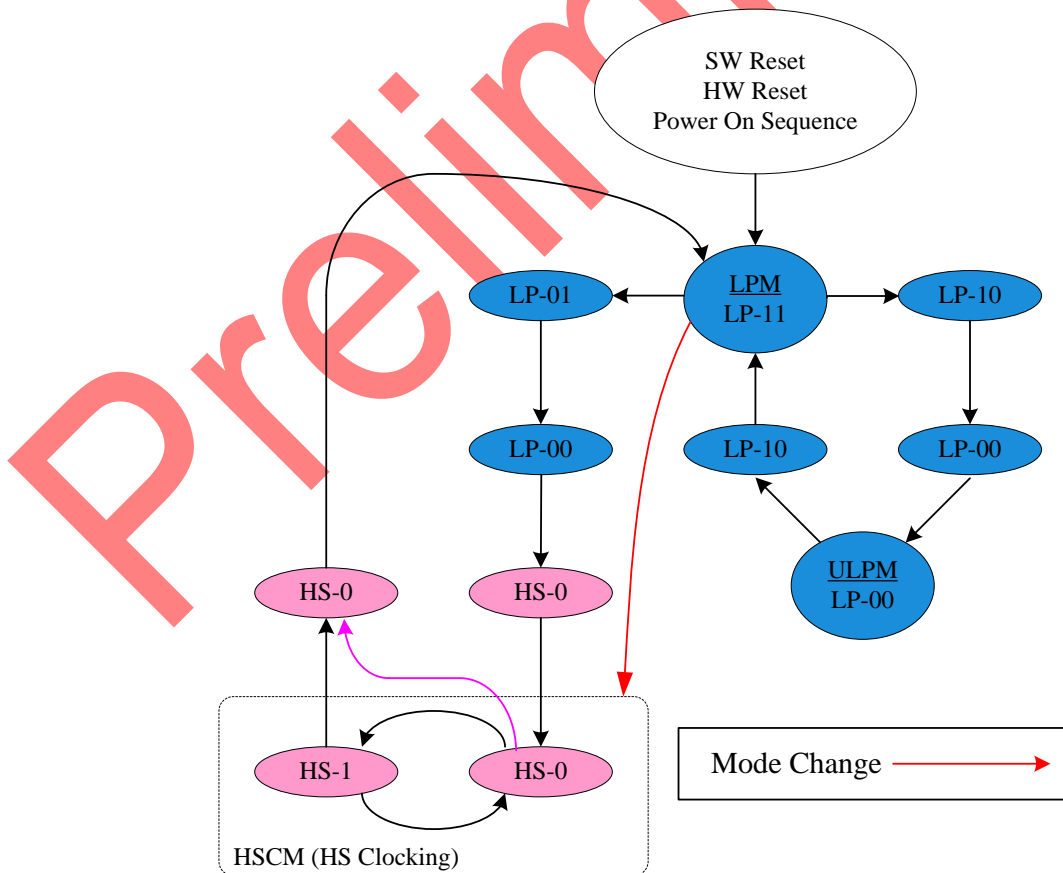 Prelim
SW Reset
HW Reset
Power On Sequence
LP-01
LPM
LP-11
LP-10
LP-00
LP-10
LP-00
HS-0
HS-0
ULPM
LP-00
HS-1
HS-0
Mode Change
HSCM (HS Clocking)